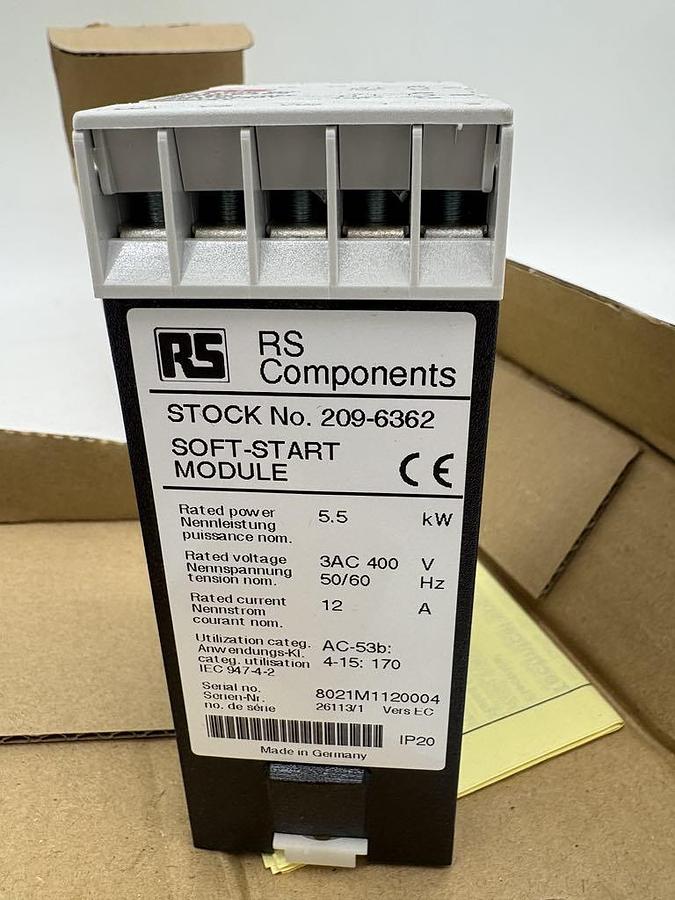 RS
RS
Components
STOCK No. 209-6362
SOFT-START
MODULE
CE
Rated power
Nennleistung 5.5 kW
puissance nom.
Rated voltage 3AC 400 V
Nennspannung
tension nom. 50/60 Hz
Rated current
Nennstrom 12 A
courant nom.
Utilization categ. AC-53b:
Anwendungs-Kl.
categ. utilisation 4-15: 170
IEC 947-4-2
Serial no.
Serien-Nr. 8021M1120004
no. de série 26113/1 Vers EC
IP20
Made in Germany